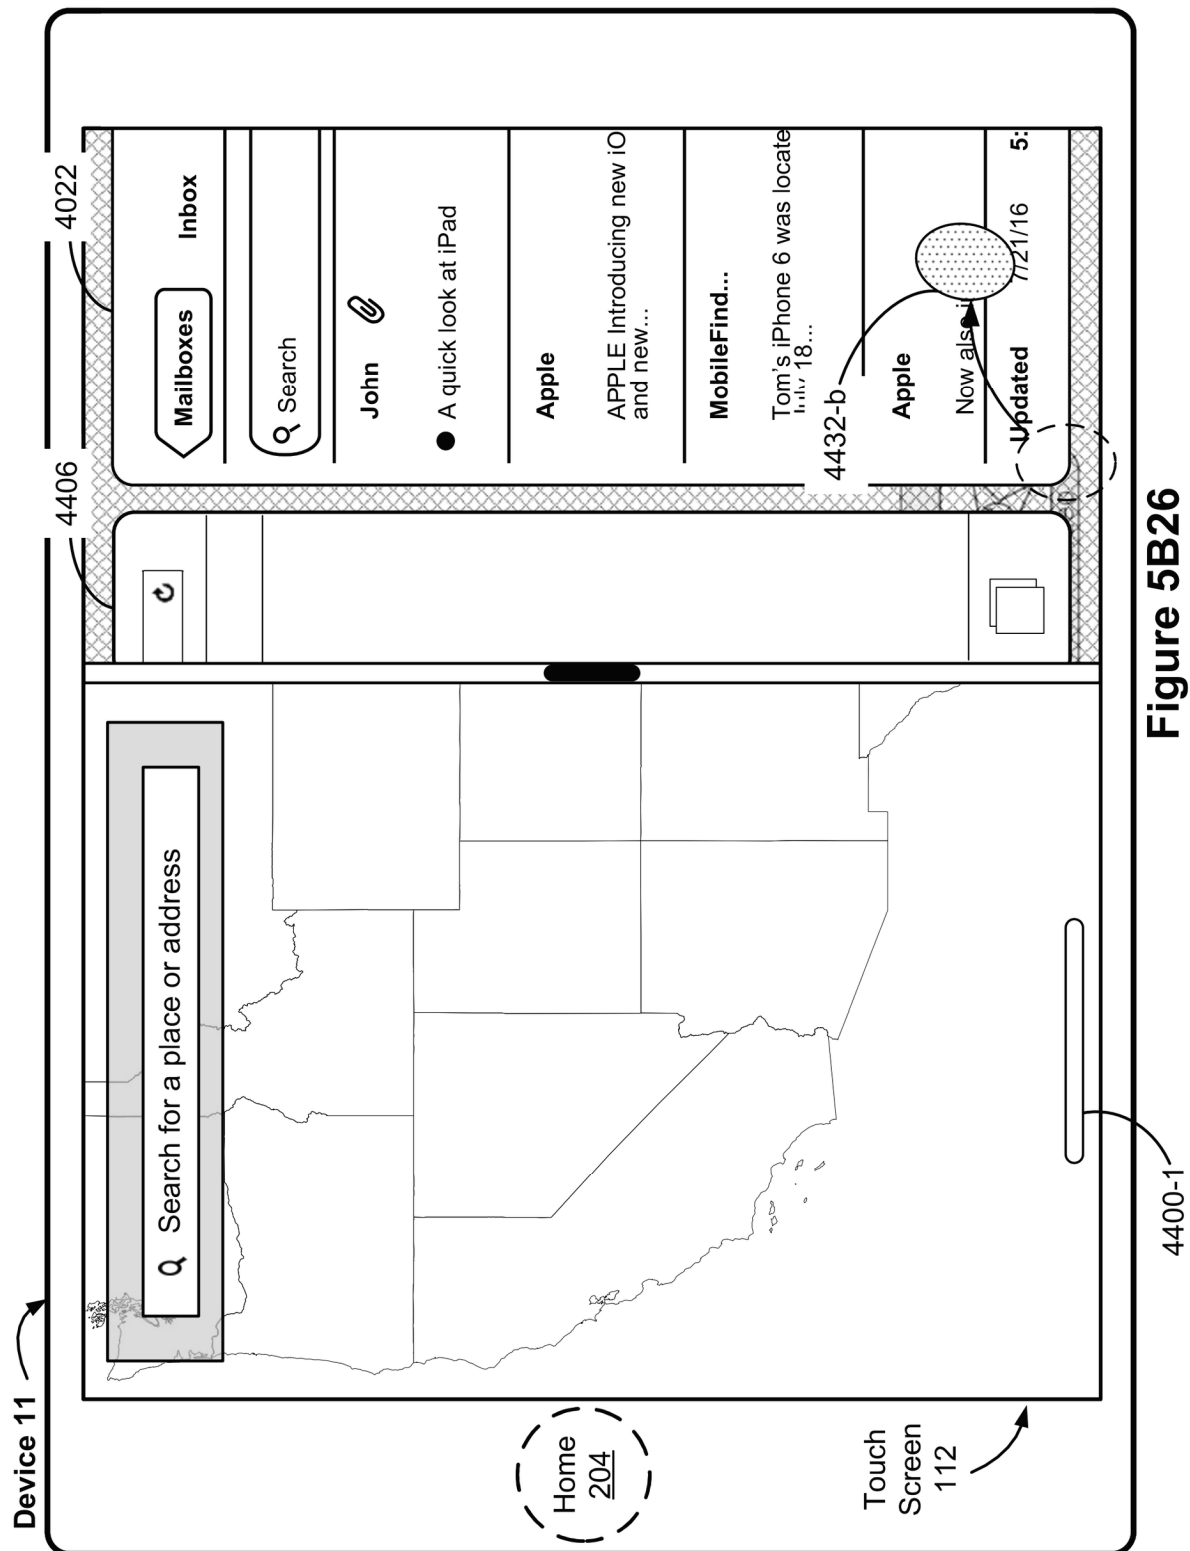 Device 11
4406
4022
Search for a place or address
Mailboxes
Inbox
Search
John
A quick look at iPad
Apple
APPLE Introducing new iO
and new...
MobileFind...
Tom's iPhone 6 was locate
18...
4432-b
Apple
Now also
Updated
7/21/16
5:
Home
204
Touch
Screen
112
4400-1
Figure 5B26